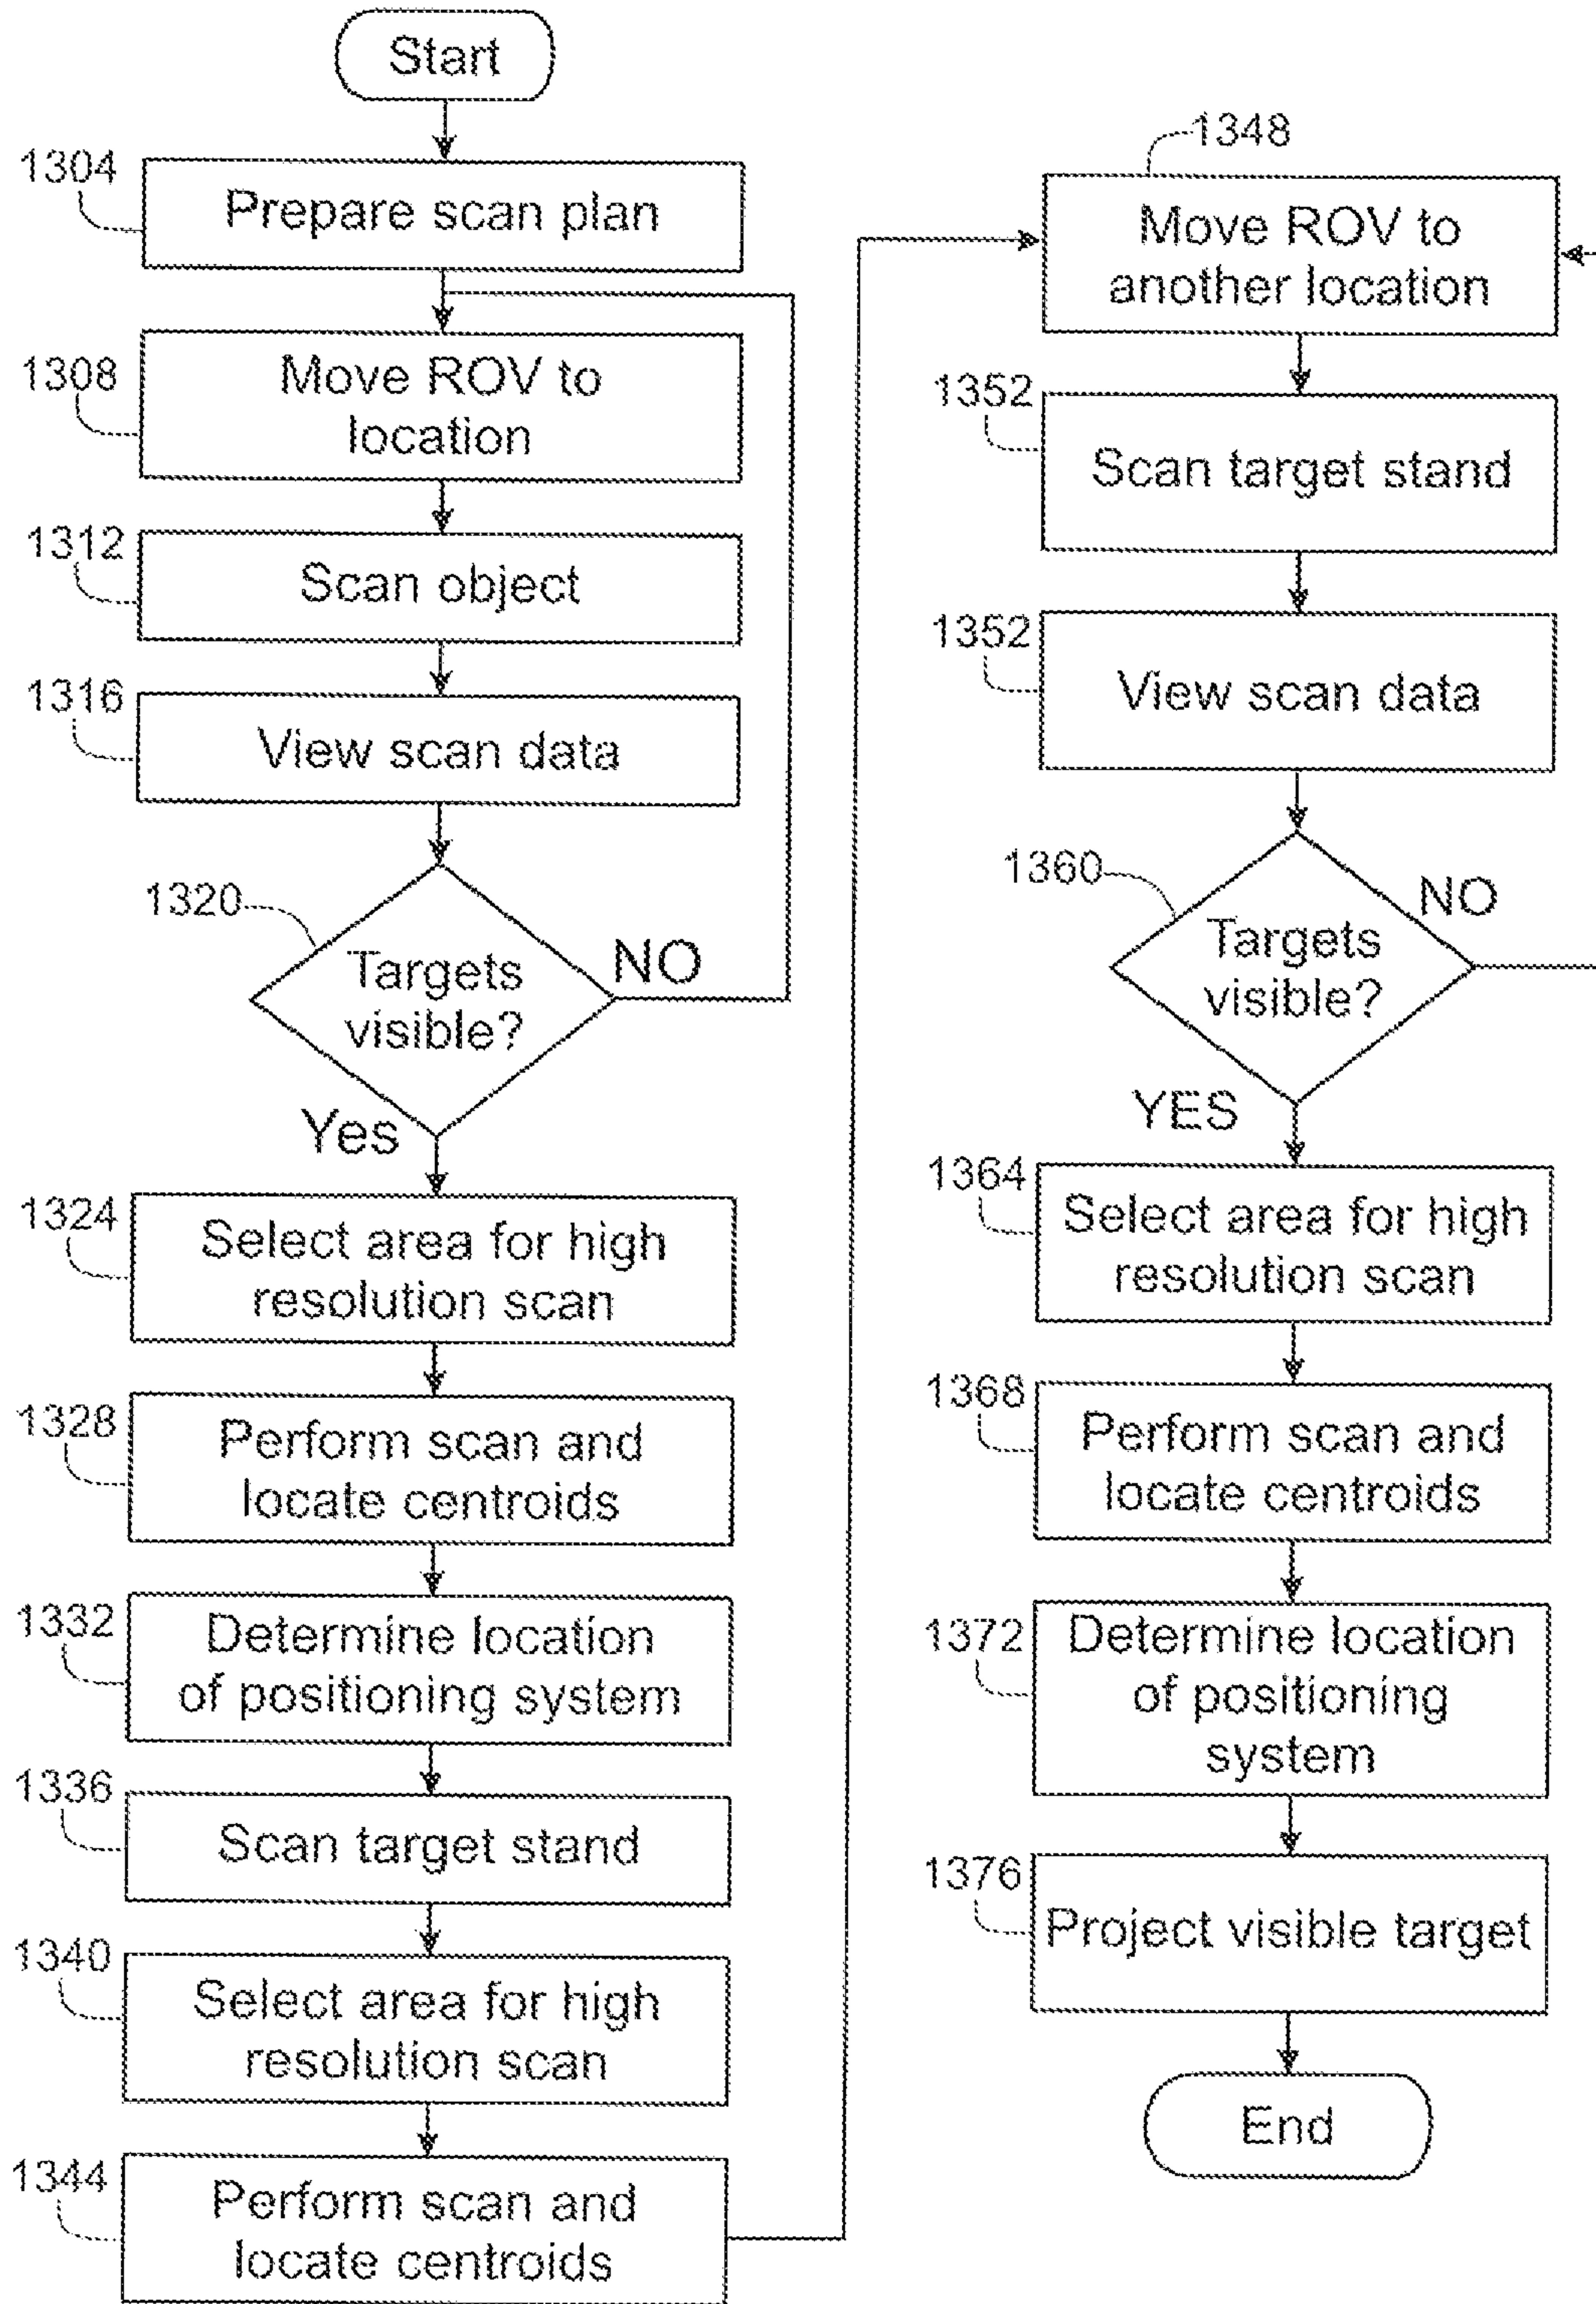 Start
1304
Prepare scan plan
1308
Move ROV to
location
1312
Scan object
1316
View scan data
1320
Targets
visible?
NO
Yes
1324
Select area for high
resolution scan
1328
Perform scan and
locate centroids
1332
Determine location
of positioning system
1336
Scan target stand
1340
Select area for high
resolution scan
1344
Perform scan and
locate centroids
1348
Move ROV to
another location
1352
Scan target stand
1352
View scan data
1360
Targets
visible?
NO
YES
1364
Select area for high
resolution scan
1368
Perform scan and
locate centroids
1372
Determine location
of positioning
system
1376
Project visible target
End